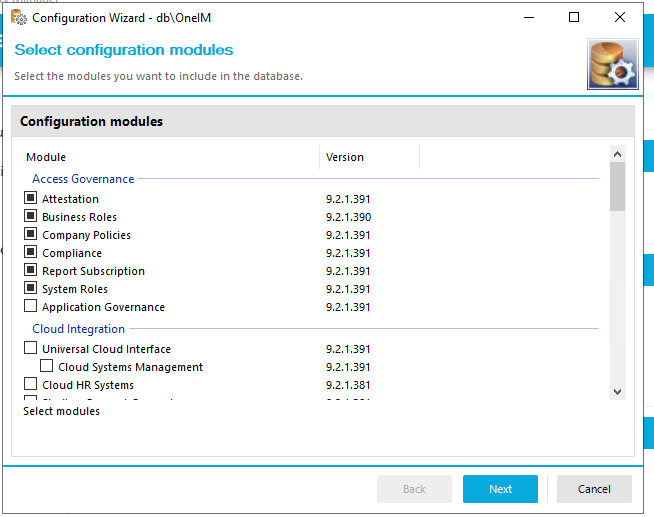 Configuration Wizard - db\OneIM
Select configuration modules
Select the modules you want to include in the database.
Configuration modules
Module Version
Access Governance
Attestation 9.2.1.391
Business Roles 9.2.1.390
Company Policies 9.2.1.391
Compliance 9.2.1.391
Report Subscription 9.2.1.391
System Roles 9.2.1.391
Application Governance 9.2.1.391
Cloud Integration
Universal Cloud Interface 9.2.1.391
Cloud Systems Management 9.2.1.391
Cloud HR Systems 9.2.1.381
Select modules
Back Next Cancel